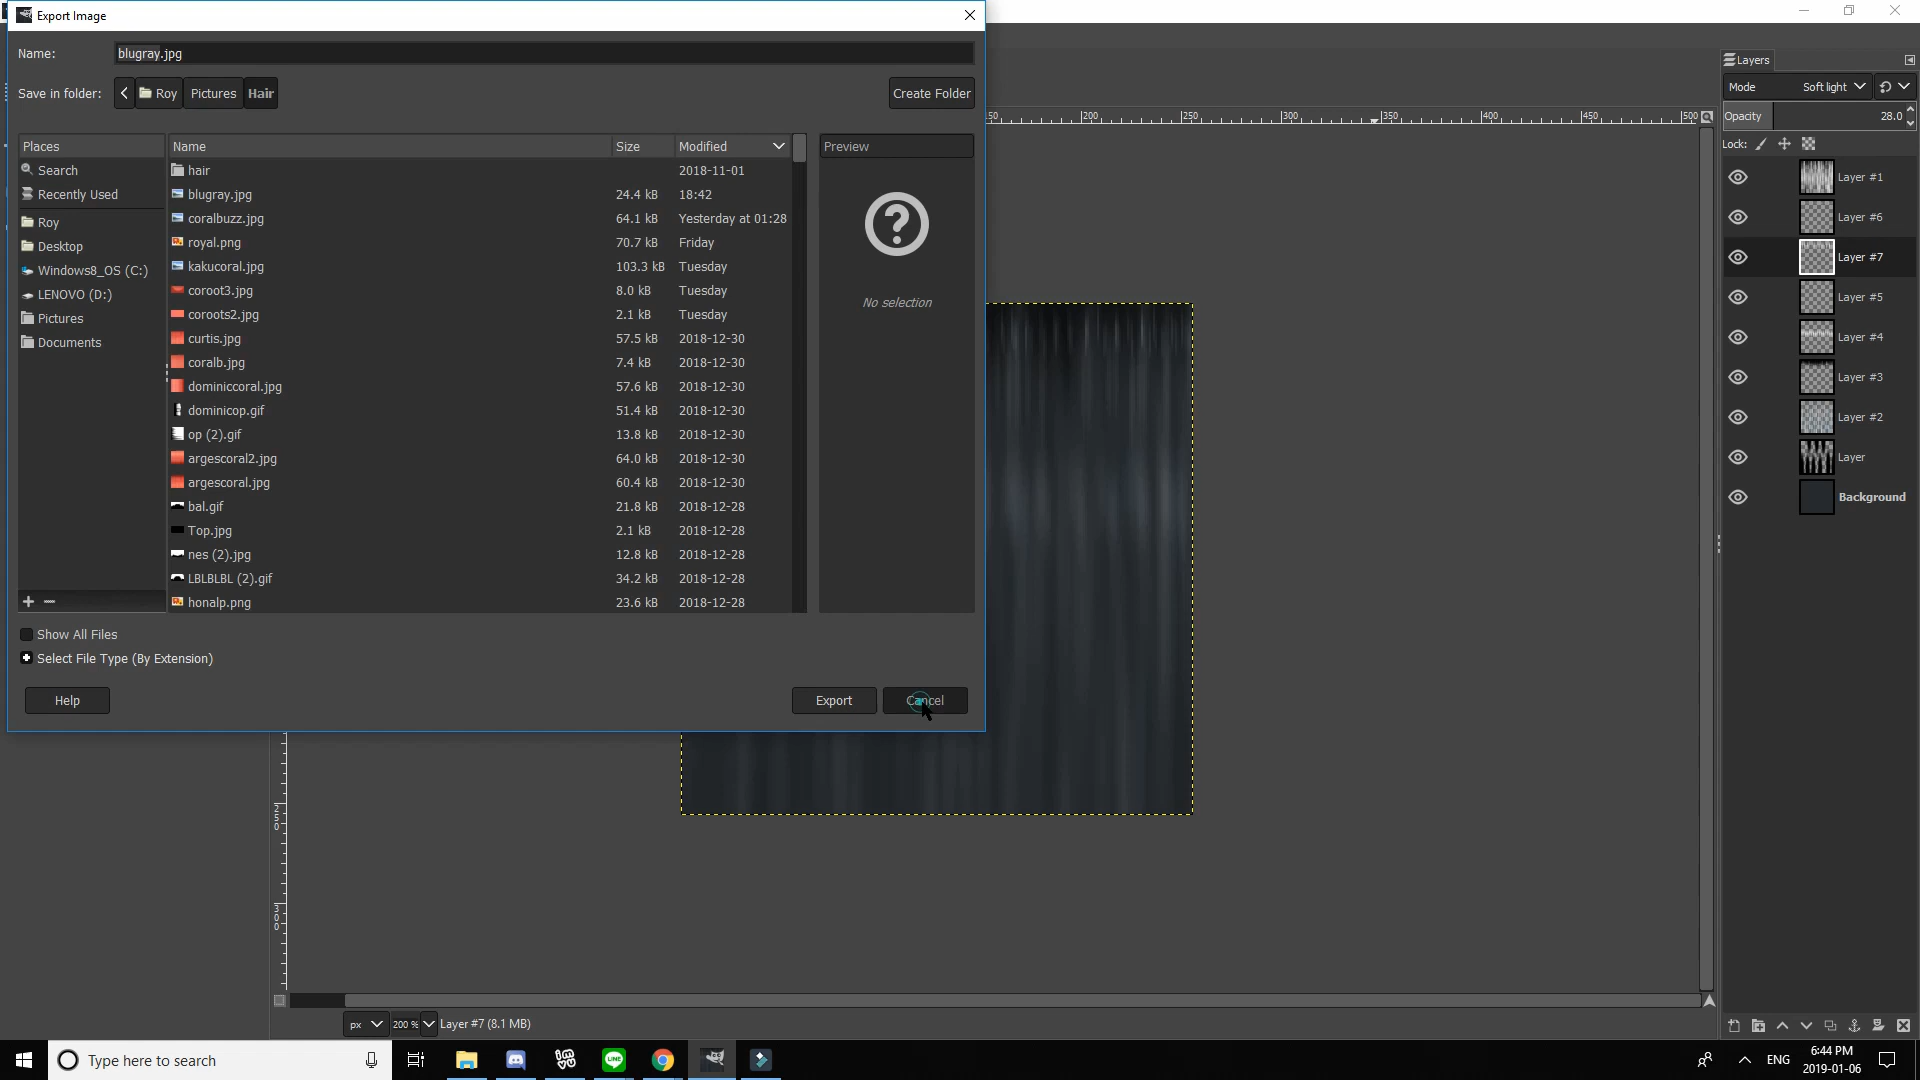 Export Image
Name:
blugray.jpg
Save in folder:
Roy
Pictures
Hair
Create Folder
Places
Search
Recently Used
Roy
Desktop
Windows8_OS (C:)
LENOVO (D:)
Pictures
Documents
Name Size Modified
hair 2018-11-01
blugray.jpg 24.4 kB 18:42
coralbuzz.jpg 64.1 kB Yesterday at 01:28
royal.png 70.7 kB Friday
kakucoral.jpg 103.3 kB Tuesday
coroot3.jpg 8.0 kB Tuesday
coroots2.jpg 2.1 kB Tuesday
curtis.jpg 57.5 kB 2018-12-30
coralb.jpg 7.4 kB 2018-12-30
dominiccoral.jpg 57.6 kB 2018-12-30
dominicop.gif 51.4 kB 2018-12-30
op (2).gif 13.8 kB 2018-12-30
argescoral2.jpg 64.0 kB 2018-12-30
argescoral.jpg 60.4 kB 2018-12-30
bal.gif 21.8 kB 2018-12-28
Top.jpg 2.1 kB 2018-12-28
nes (2).jpg 12.8 kB 2018-12-28
LBLBLBL (2).gif 34.2 kB 2018-12-28
honalp.png 23.6 kB 2018-12-28
Preview
No selection
Show All Files
Select File Type (By Extension)
Help
Export
Cancel
200 250 300 350 400 450 500
250
300
px
200 %
Layer #7 (8.1 MB)
Layers
Mode Soft light
Opacity 28.0
Lock:
Layer #1
Layer #6
Layer #7
Layer #5
Layer #4
Layer #3
Layer #2
Layer
Background
Type here to search
imvu
LINE
ENG
6:44 PM
2019-01-06